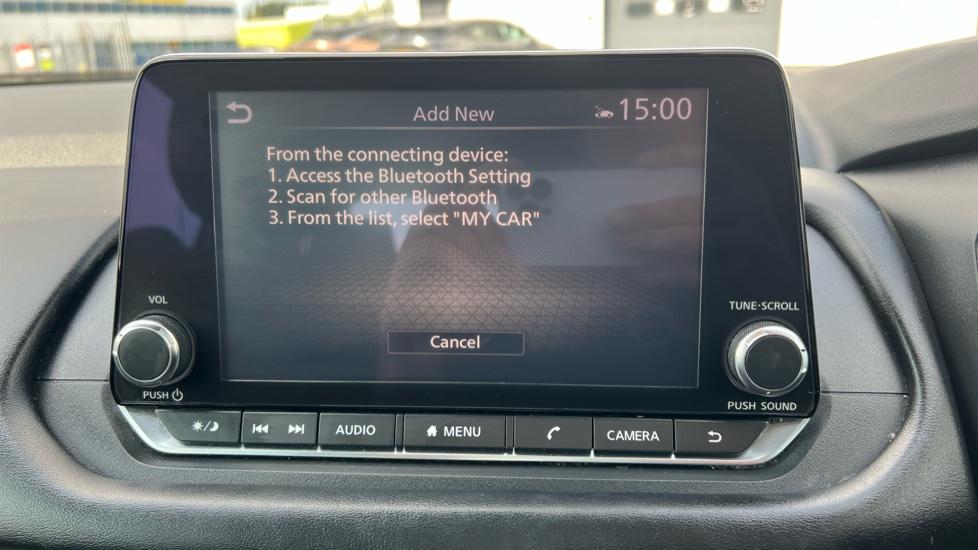 Add New
15:00
From the connecting device:
1. Access the Bluetooth Setting
2. Scan for other Bluetooth
3. From the list, select "MY CAR"
Cancel
VOL
PUSH
TUNE·SCROLL
PUSH SOUND
AUDIO
MENU
CAMERA